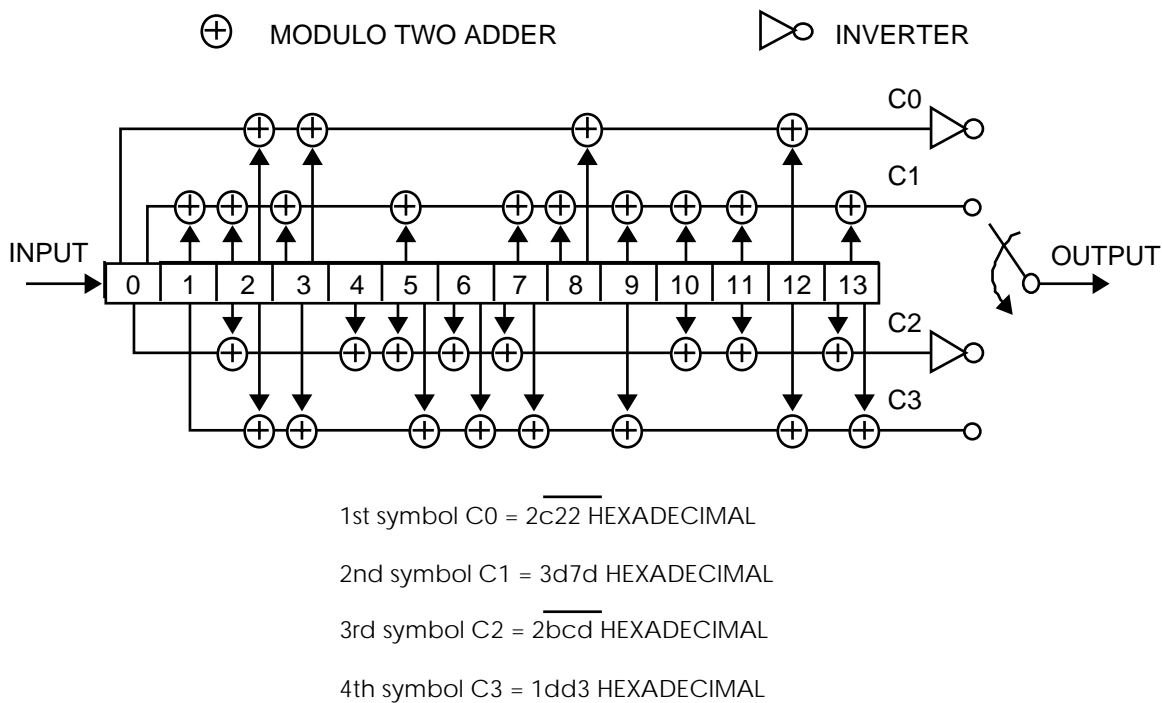 MODULO TWO ADDER INVERTER
C0
C1
INPUT OUTPUT
0 1 2 3 4 5 6 7 8 9 10 11 12 13
C2
C3
1st symbol C0 = 2c22 HEXADECIMAL
2nd symbol C1 = 3d7d HEXADECIMAL
3rd symbol C2 = 2bcd HEXADECIMAL
4th symbol C3 = 1dd3 HEXADECIMAL